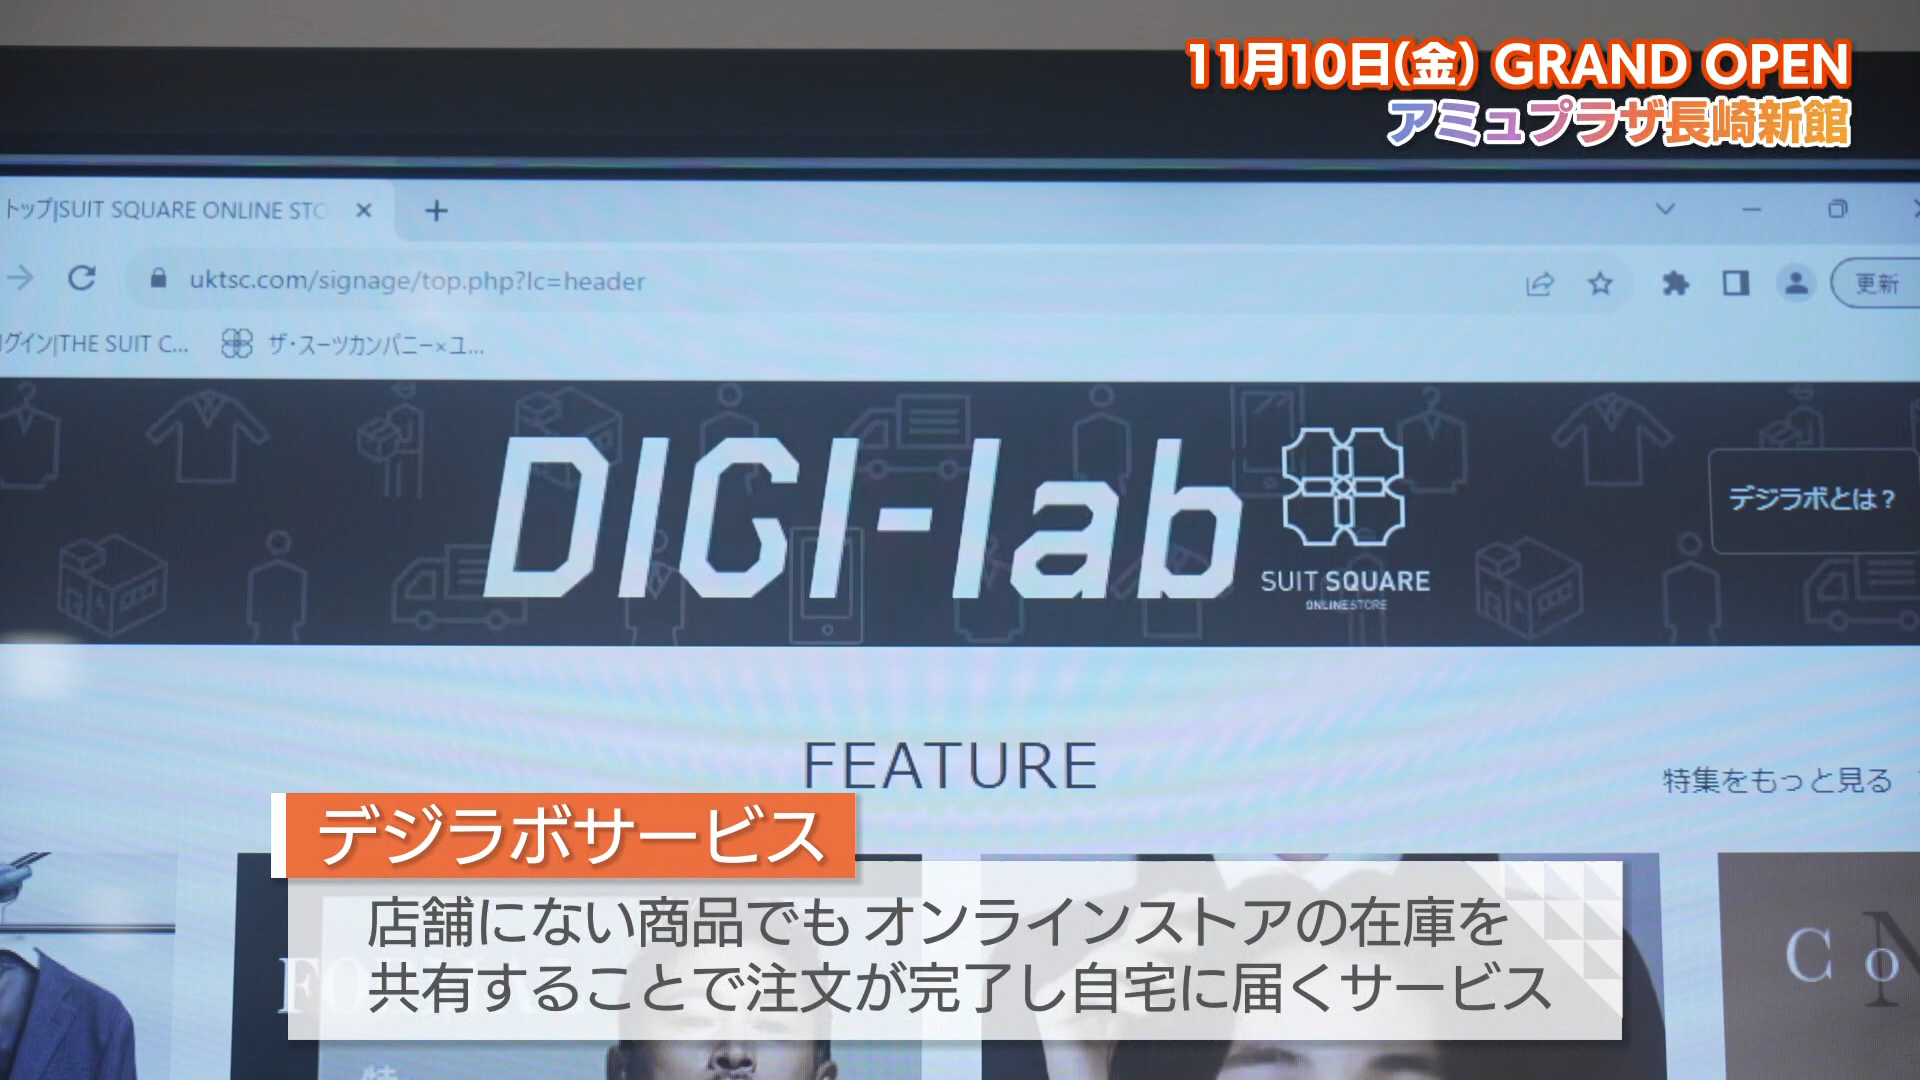 11月10日(金) GRAND OPEN
アミュプラザ長崎新館
トップ|SUIT SQUARE ONLINE STO
uktsc.com/signage/top.php?lc=header
更新
グイン|THE SUIT C...
ザ・スーツカンパニー×ユ...
DIGI-lab
SUIT SQUARE
ONLINE STORE
デジラボとは？
FEATURE
特集をもっと見る
デジラボサービス
店舗にない商品でも オンラインストアの在庫を
共有することで注文が完了し自宅に届くサービス